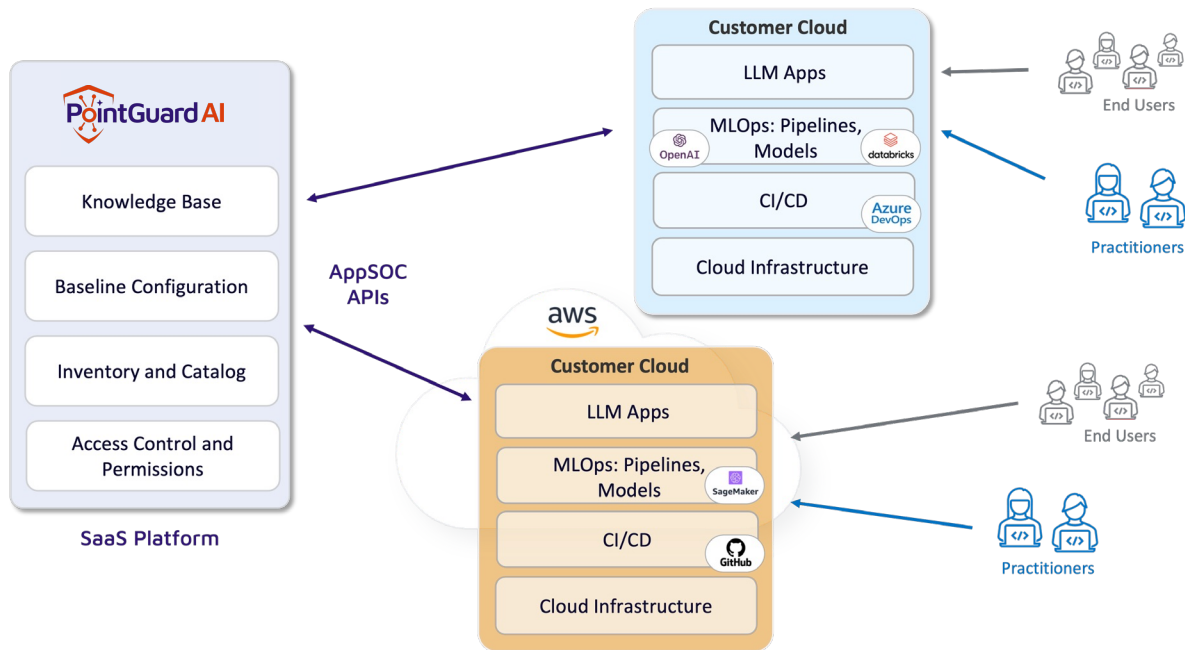 PointGuard AI
Knowledge Base
Baseline Configuration
Inventory and Catalog
Access Control and
Permissions
SaaS Platform
AppSOC
APIs
Customer Cloud
LLM Apps
MLOps: Pipelines,
Models
OpenAI
databricks
CI/CD
Azure
DevOps
Cloud Infrastructure
End Users
Practitioners
aws
Customer Cloud
LLM Apps
MLOps: Pipelines,
Models
SageMaker
CI/CD
GitHub
Cloud Infrastructure
End Users
Practitioners